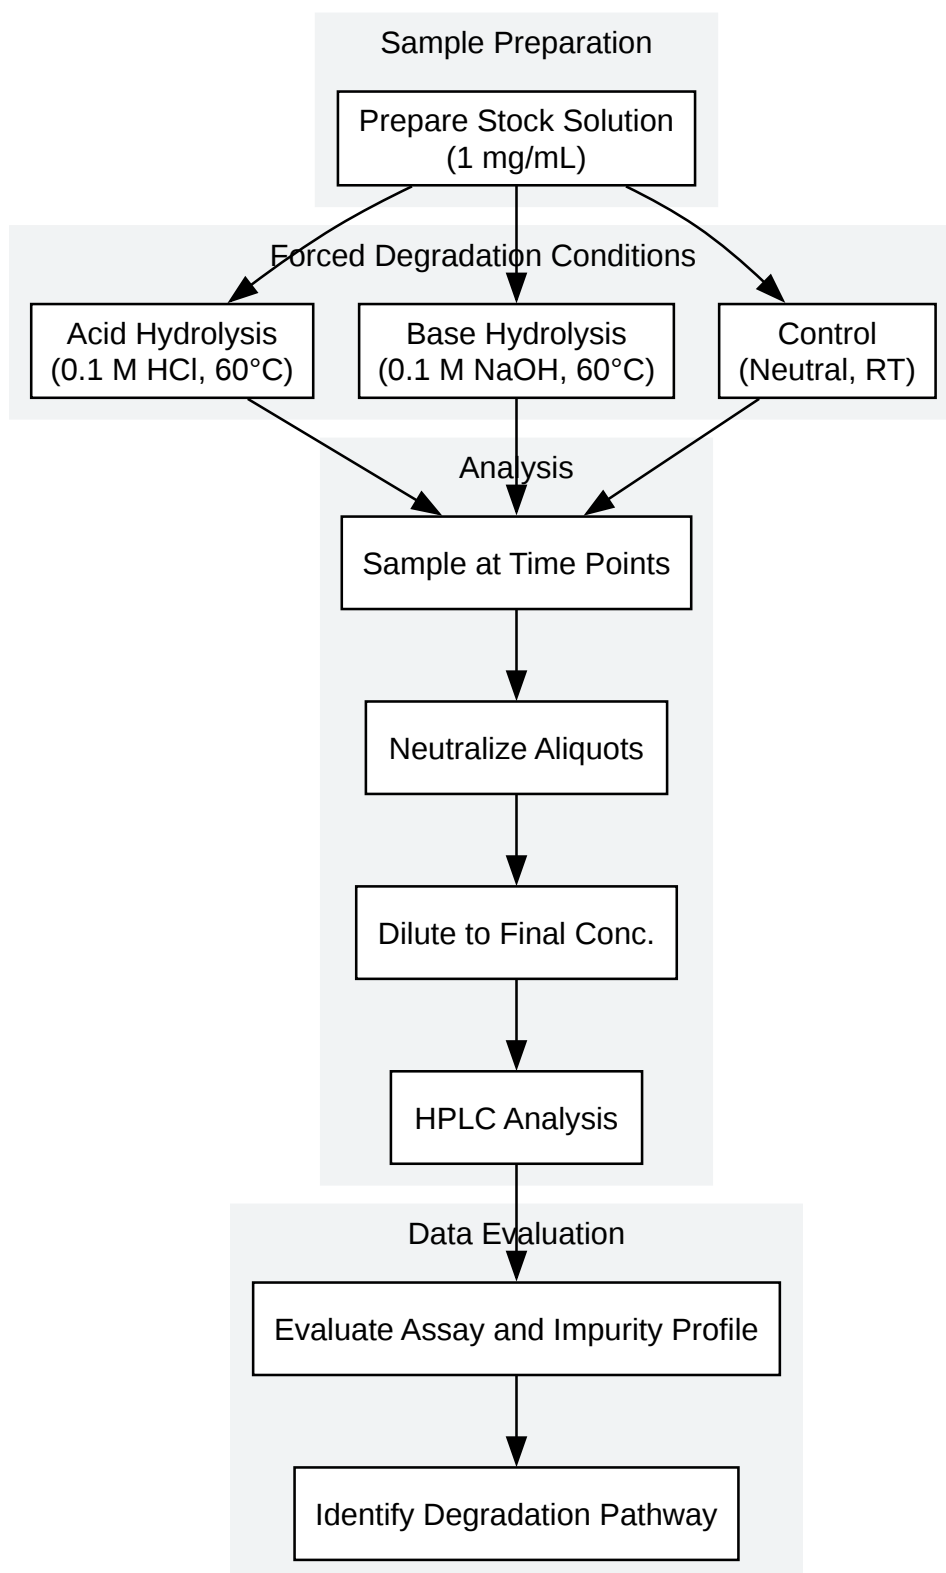 Sample Preparation
Prepare Stock Solution
(1 mg/mL)
Forced Degradation Conditions
Acid Hydrolysis
(0.1 M HCl, 60°C)
Base Hydrolysis
(0.1 M NaOH, 60°C)
Control
(Neutral, RT)
Analysis
Sample at Time Points
Neutralize Aliquots
Dilute to Final Conc.
HPLC Analysis
Data Evaluation
Evaluate Assay and Impurity Profile
Identify Degradation Pathway